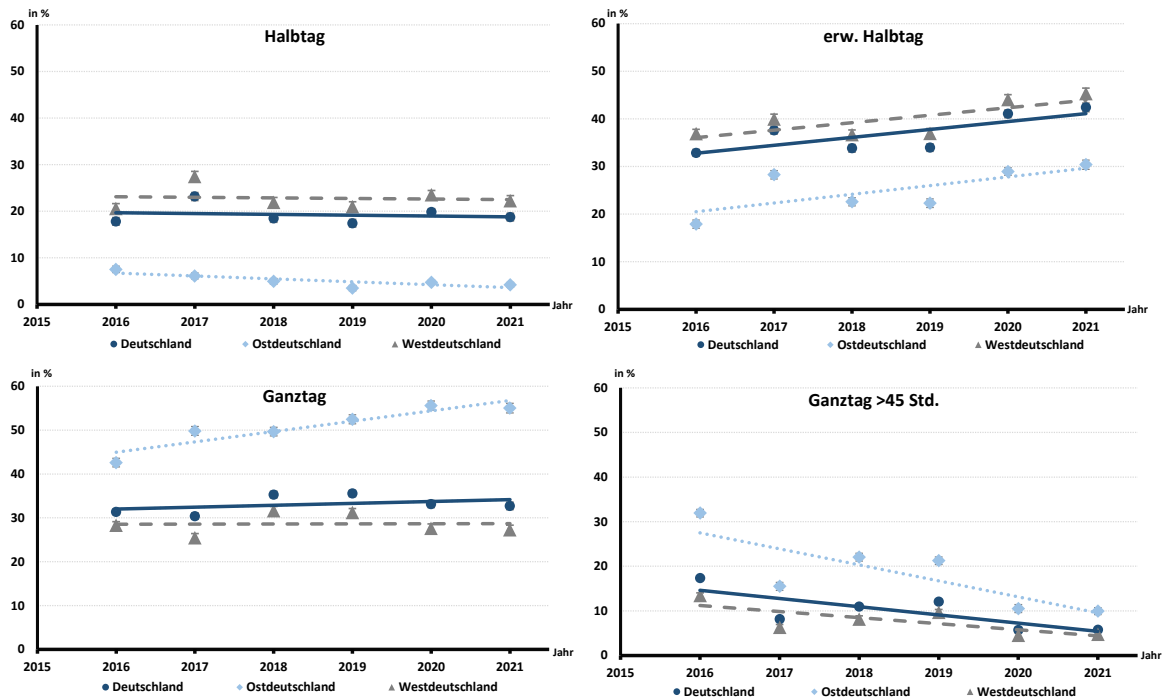 in %
Halbtag
60
50
40
30
20
10
0
Jahr
2015 2016 2017 2018 2019 2020 2021
Deutschland Ostdeutschland Westdeutschland
in %
erw. Halbtag
60
50
40
30
20
10
0
Jahr
2015 2016 2017 2018 2019 2020 2021
Deutschland Ostdeutschland Westdeutschland
in %
Ganztag
60
50
40
30
20
10
0
Jahr
2015 2016 2017 2018 2019 2020 2021
Deutschland Ostdeutschland Westdeutschland
in %
Ganztag >45 Std.
60
50
40
30
20
10
0
Jahr
2015 2016 2017 2018 2019 2020 2021
Deutschland Ostdeutschland Westdeutschland